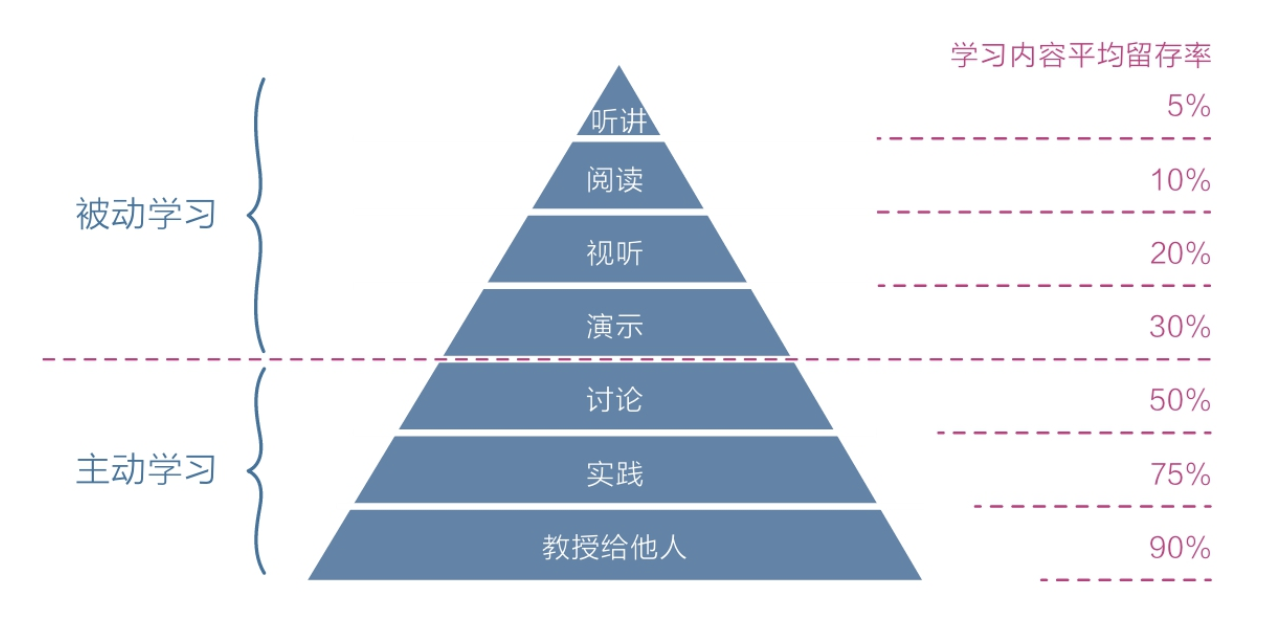 学习内容平均留存率
听讲
5%
阅读
10%
被动学习
视听
20%
演示
30%
讨论
50%
主动学习
实践
75%
教授给他人
90%